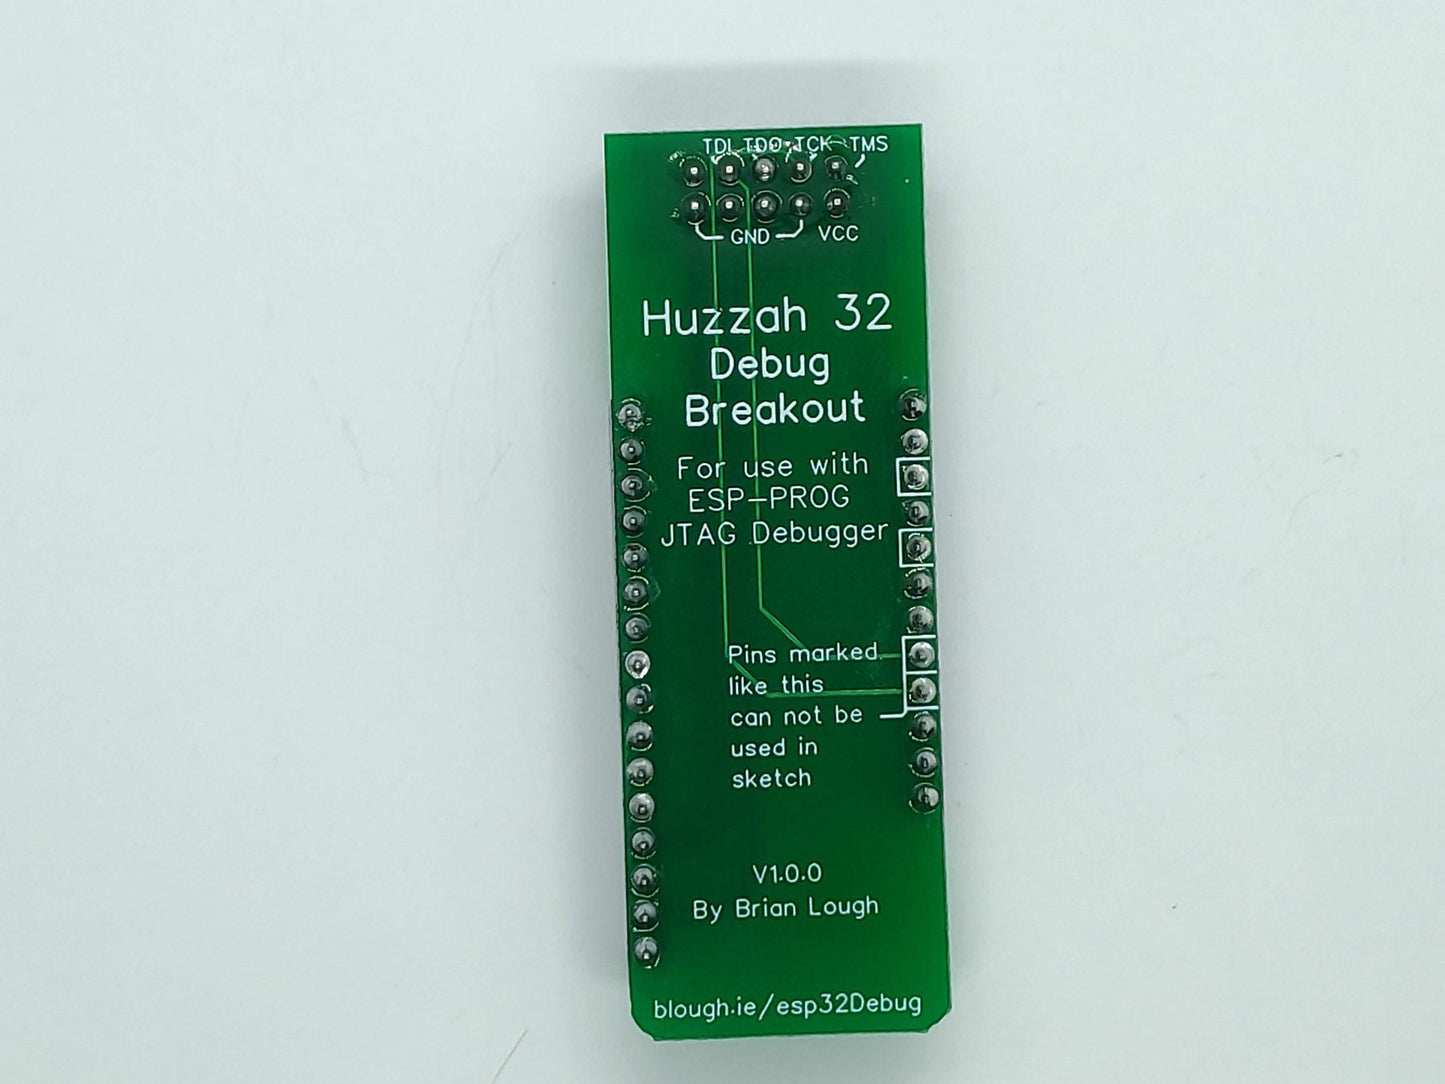 TDI TDO TCK TMS
GND VCC
Huzzah 32
Debug
Breakout
For use with
ESP-PROG
JTAG Debugger
Pins marked
like this
can not be
used in
sketch
V1.0.0
By Brian Lough
blough.ie/esp32Debug